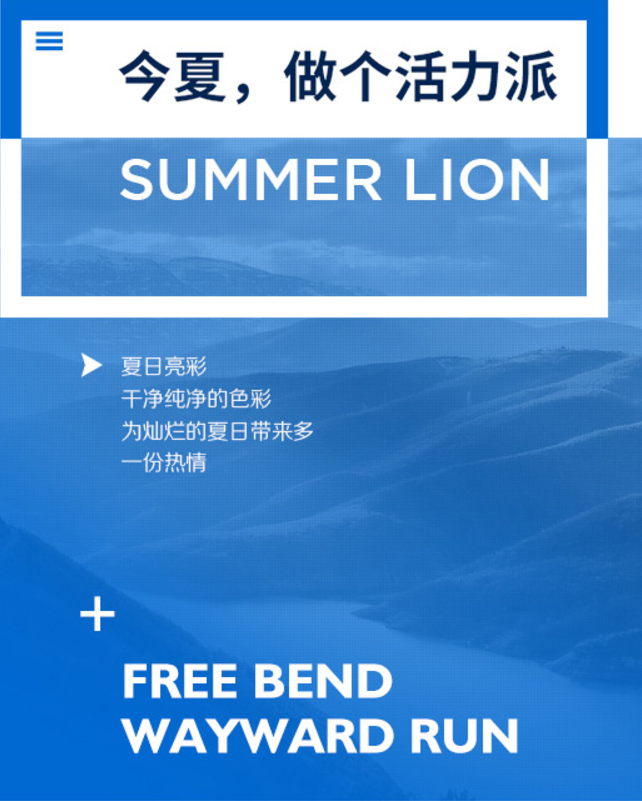 今夏，做个活力派
SUMMER LION
夏日亮彩
干净纯净的色彩
为灿烂的夏日带来多
一份热情
FREE BEND
WAYWARD RUN